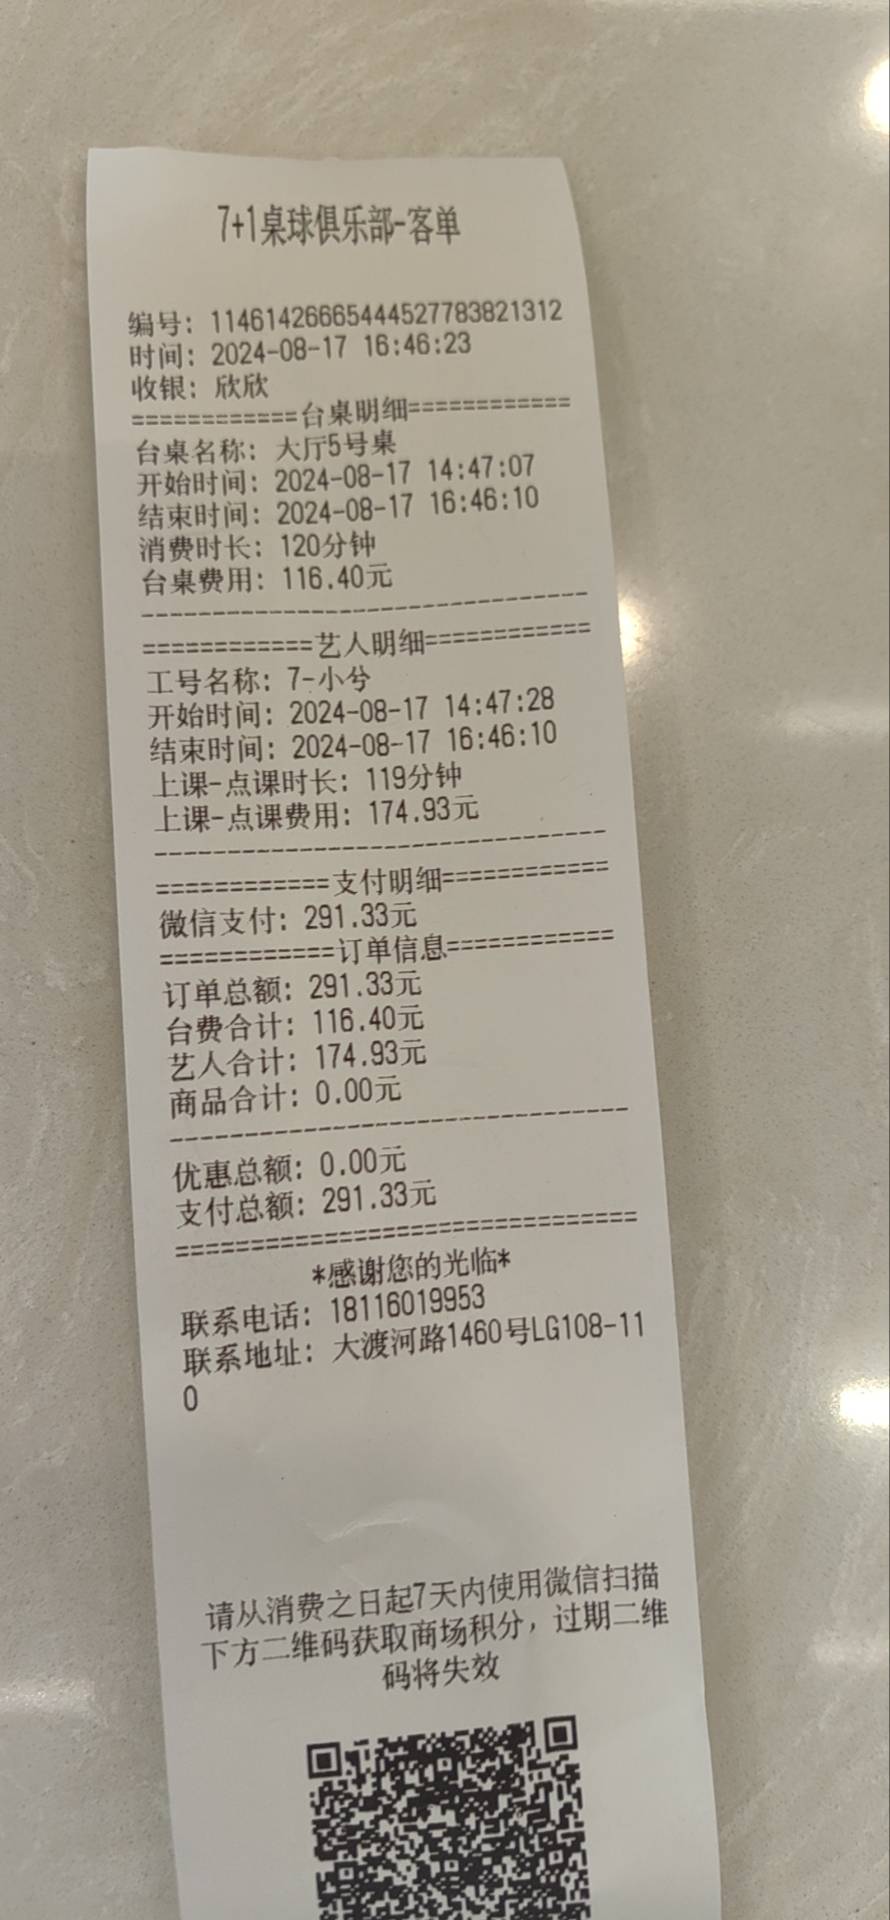 7+1桌球俱乐部-客单
编号: 11461426665444527783821312
时间: 2024-08-17 16:46:23
收银: 欣欣
============台桌明细============
台桌名称: 大厅5号桌
开始时间: 2024-08-17 14:47:07
结束时间: 2024-08-17 16:46:10
消费时长: 120分钟
台桌费用: 116.40元
--------------------------------
============艺人明细============
工号名称: 7-小兮
开始时间: 2024-08-17 14:47:28
结束时间: 2024-08-17 16:46:10
上课-点课时长: 119分钟
上课-点课费用: 174.93元
--------------------------------
============支付明细============
微信支付: 291.33元
============订单信息============
订单总额: 291.33元
台费合计: 116.40元
艺人合计: 174.93元
商品合计: 0.00元
--------------------------------
优惠总额: 0.00元
支付总额: 291.33元
================================
*感谢您的光临*
联系电话: 18116019953
联系地址: 大渡河路1460号LG108-11
0
请从消费之日起7天内使用微信扫描
下方二维码获取商场积分，过期二维
码将失效